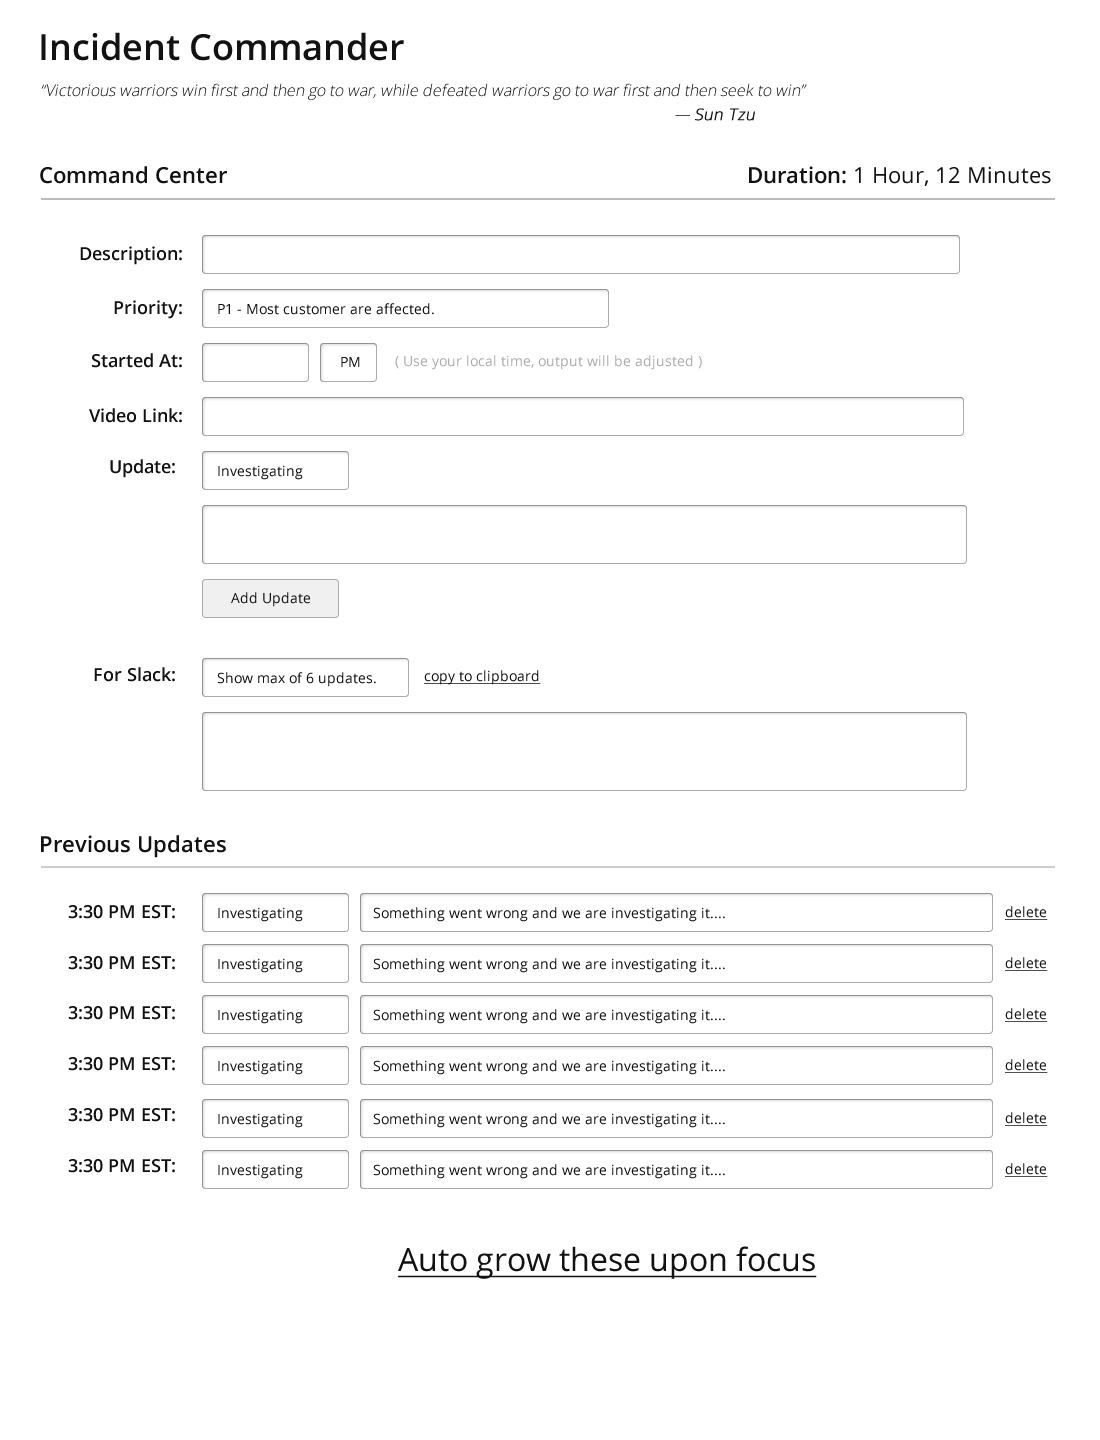 Incident Commander
“Victorious warriors win first and then go to war, while defeated warriors go to war first and then seek to win”
— Sun Tzu
Command Center
Duration: 1 Hour, 12 Minutes
Description:
Priority: P1 - Most customer are affected.
Started At: PM ( Use your local time, output will be adjusted )
Video Link:
Update: Investigating
Add Update
For Slack: Show max of 6 updates. copy to clipboard
Previous Updates
3:30 PM EST: Investigating Something went wrong and we are investigating it.... delete
3:30 PM EST: Investigating Something went wrong and we are investigating it.... delete
3:30 PM EST: Investigating Something went wrong and we are investigating it.... delete
3:30 PM EST: Investigating Something went wrong and we are investigating it.... delete
3:30 PM EST: Investigating Something went wrong and we are investigating it.... delete
3:30 PM EST: Investigating Something went wrong and we are investigating it.... delete
Auto grow these upon focus